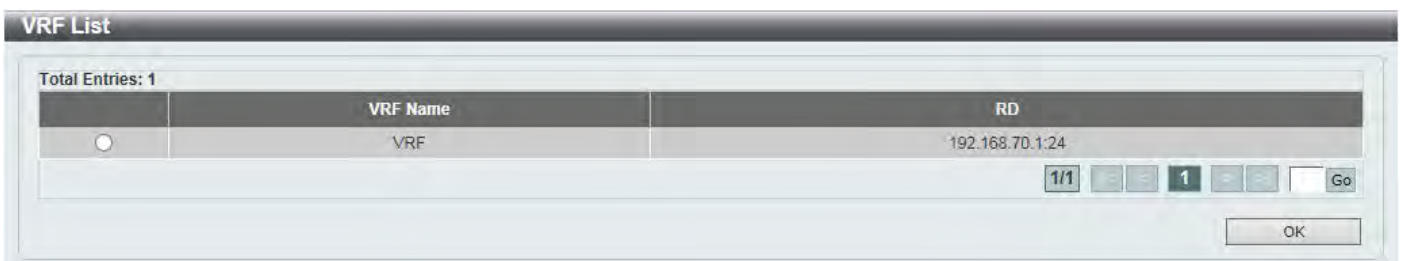 VRF List
Total Entries: 1
VRF Name RD
VRF 192.168.70.1:24
1/1 1 Go
OK